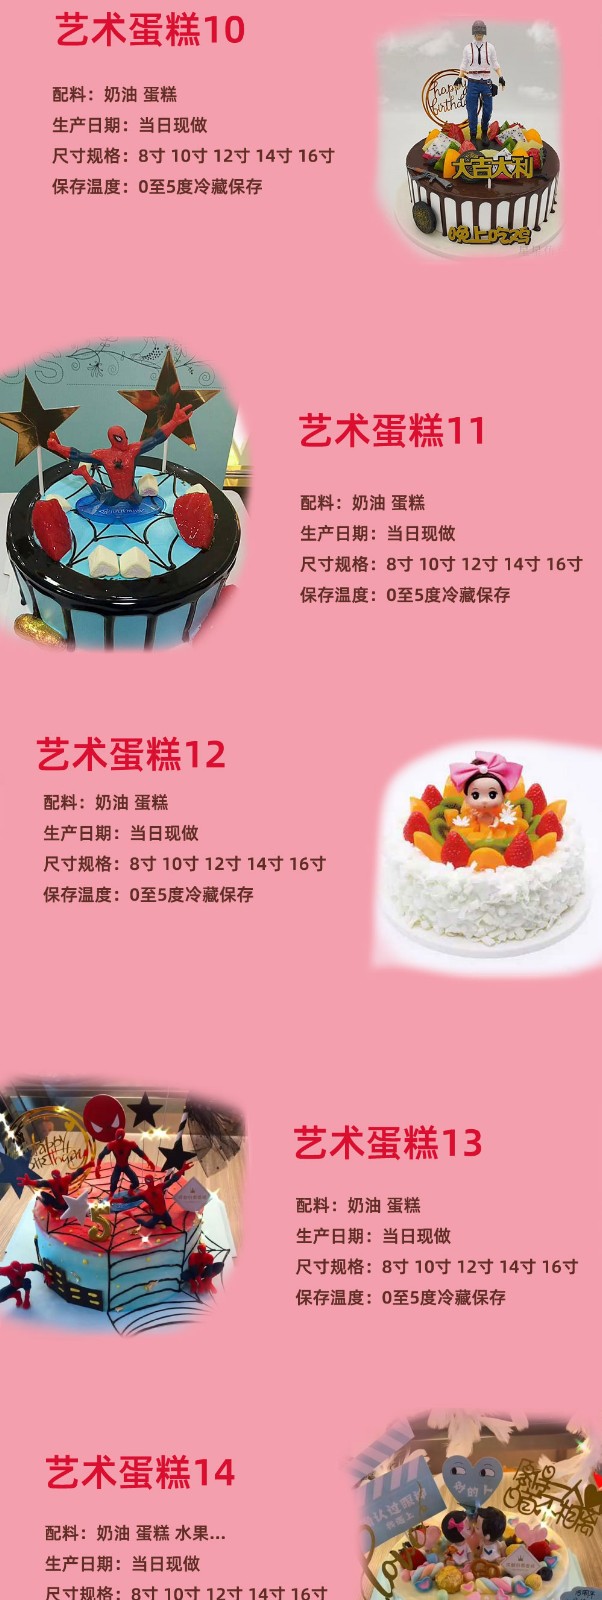 艺术蛋糕10
配料：奶油 蛋糕
生产日期：当日现做
尺寸规格：8寸 10寸 12寸 14寸 16寸
保存温度：0至5度冷藏保存
happy
birthday
大吉大利
晚上吃鸡
艺术蛋糕11
配料：奶油 蛋糕
生产日期：当日现做
尺寸规格：8寸 10寸 12寸 14寸 16寸
保存温度：0至5度冷藏保存
艺术蛋糕12
配料：奶油 蛋糕
生产日期：当日现做
尺寸规格：8寸 10寸 12寸 14寸 16寸
保存温度：0至5度冷藏保存
Happy
Birthday
5
艺术蛋糕13
配料：奶油 蛋糕
生产日期：当日现做
尺寸规格：8寸 10寸 12寸 14寸 16寸
保存温度：0至5度冷藏保存
艺术蛋糕14
配料：奶油 蛋糕 水果...
生产日期：当日现做
尺寸规格：8寸 10寸 12寸 14寸 16寸
的人